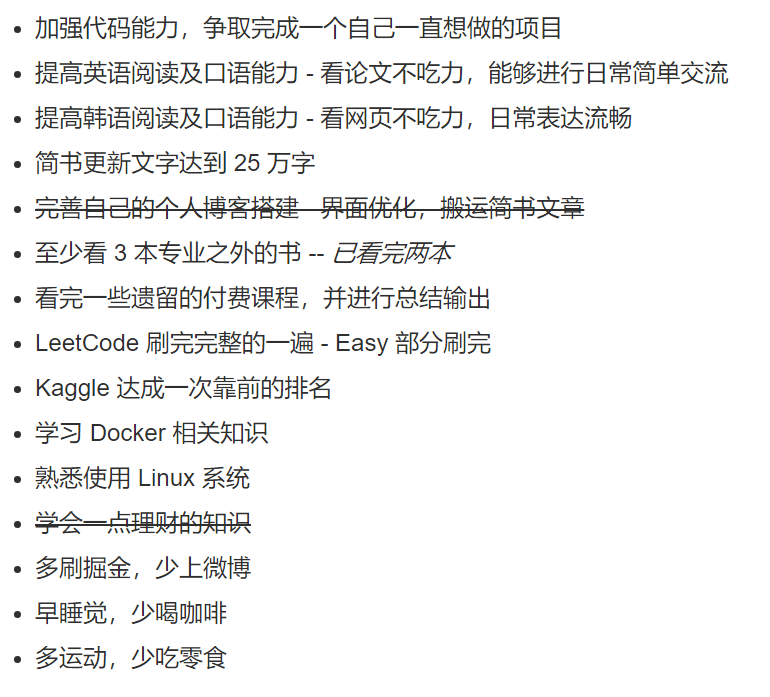 加强代码能力，争取完成一个自己一直想做的项目
提高英语阅读及口语能力 - 看论文不吃力，能够进行日常简单交流
提高韩语阅读及口语能力 - 看网页不吃力，日常表达流畅
简书更新文字达到 25 万字
完善自己的个人博客搭建 - 界面优化，搬运简书文章
至少看 3 本专业之外的书 -- 已看完两本
看完一些遗留的付费课程，并进行总结输出
LeetCode 刷完完整的一遍 - Easy 部分刷完
Kaggle 达成一次靠前的排名
学习 Docker 相关知识
熟悉使用 Linux 系统
学会一点理财的知识
多刷掘金，少上微博
早睡觉，少喝咖啡
多运动，少吃零食